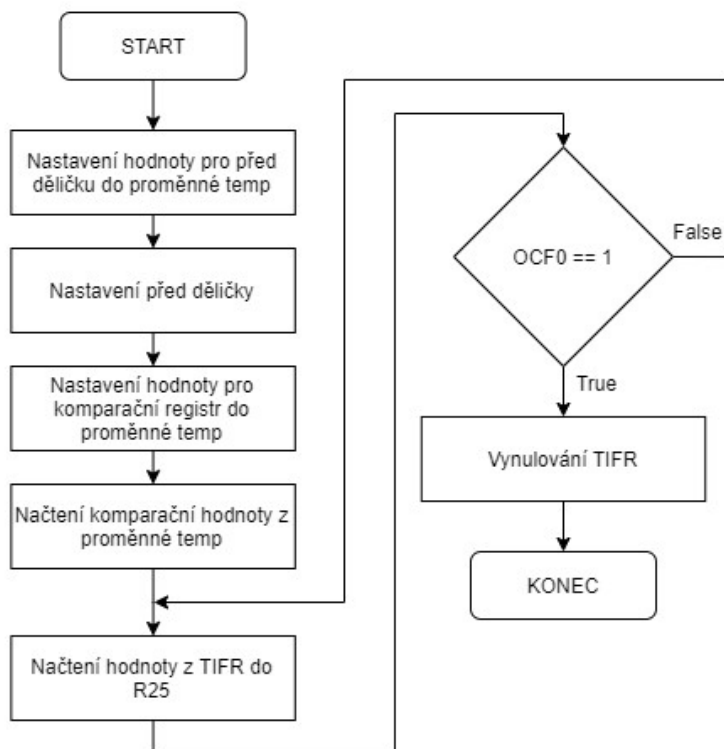 START
Nastavení hodnoty pro před
děličku do proměnné temp
Nastavení před děličky
Nastavení hodnoty pro
komparační registr do
proměnné temp
Načtení komparační hodnoty z
proměnné temp
Načtení hodnoty z TIFR do
R25
OCF0 == 1
False
True
Vynulování TIFR
KONEC